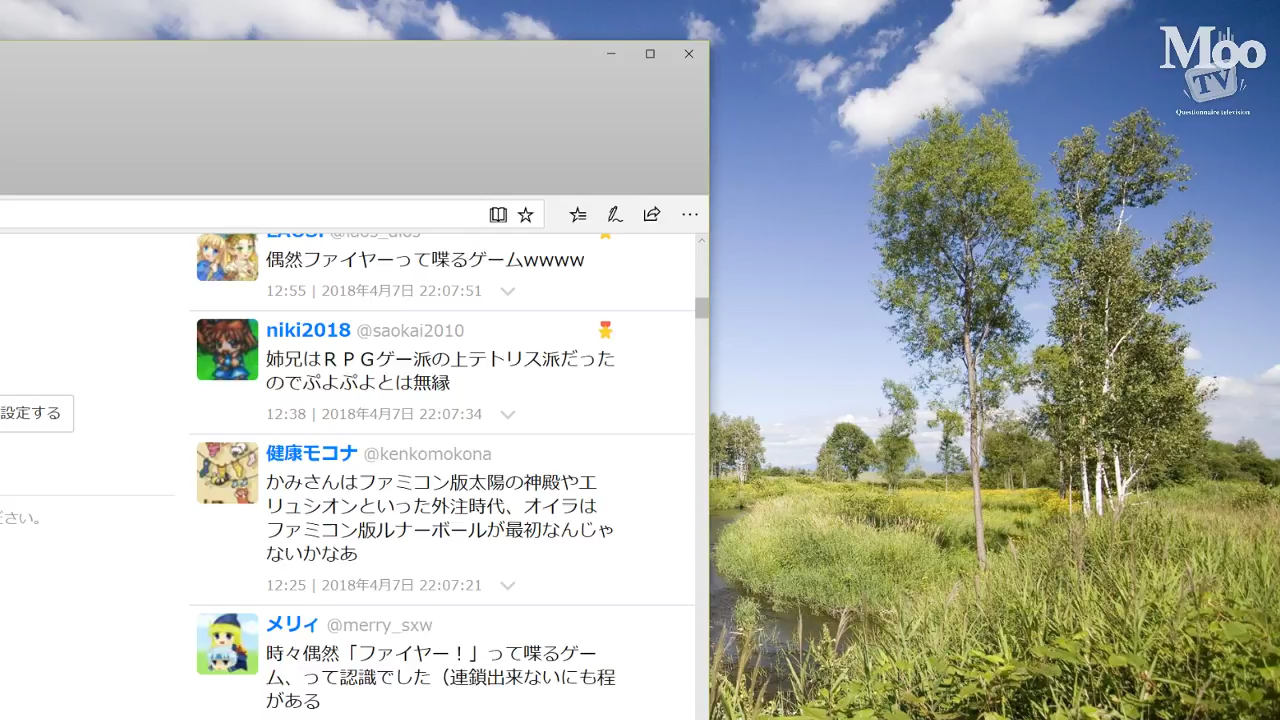 Moo
TV
Questionnaire television
偶然ファイヤーって喋るゲームwwww
12:55 | 2018年4月7日 22:07:51
niki2018 @saokai2010
姉兄はＲＰＧゲー派の上テトリス派だった
のでぷよぷよとは無縁
12:38 | 2018年4月7日 22:07:34
設定する
健康モコナ @kenkomokona
かみさんはファミコン版太陽の神殿やエ
リュシオンといった外注時代、オイラは
ファミコン版ルナーボールが最初なんじゃ
ないかなあ
ださい。
12:25 | 2018年4月7日 22:07:21
メリィ @merry_sxw
時々偶然「ファイヤー！」って喋るゲー
ム、って認識でした（連鎖出来ないにも程
がある